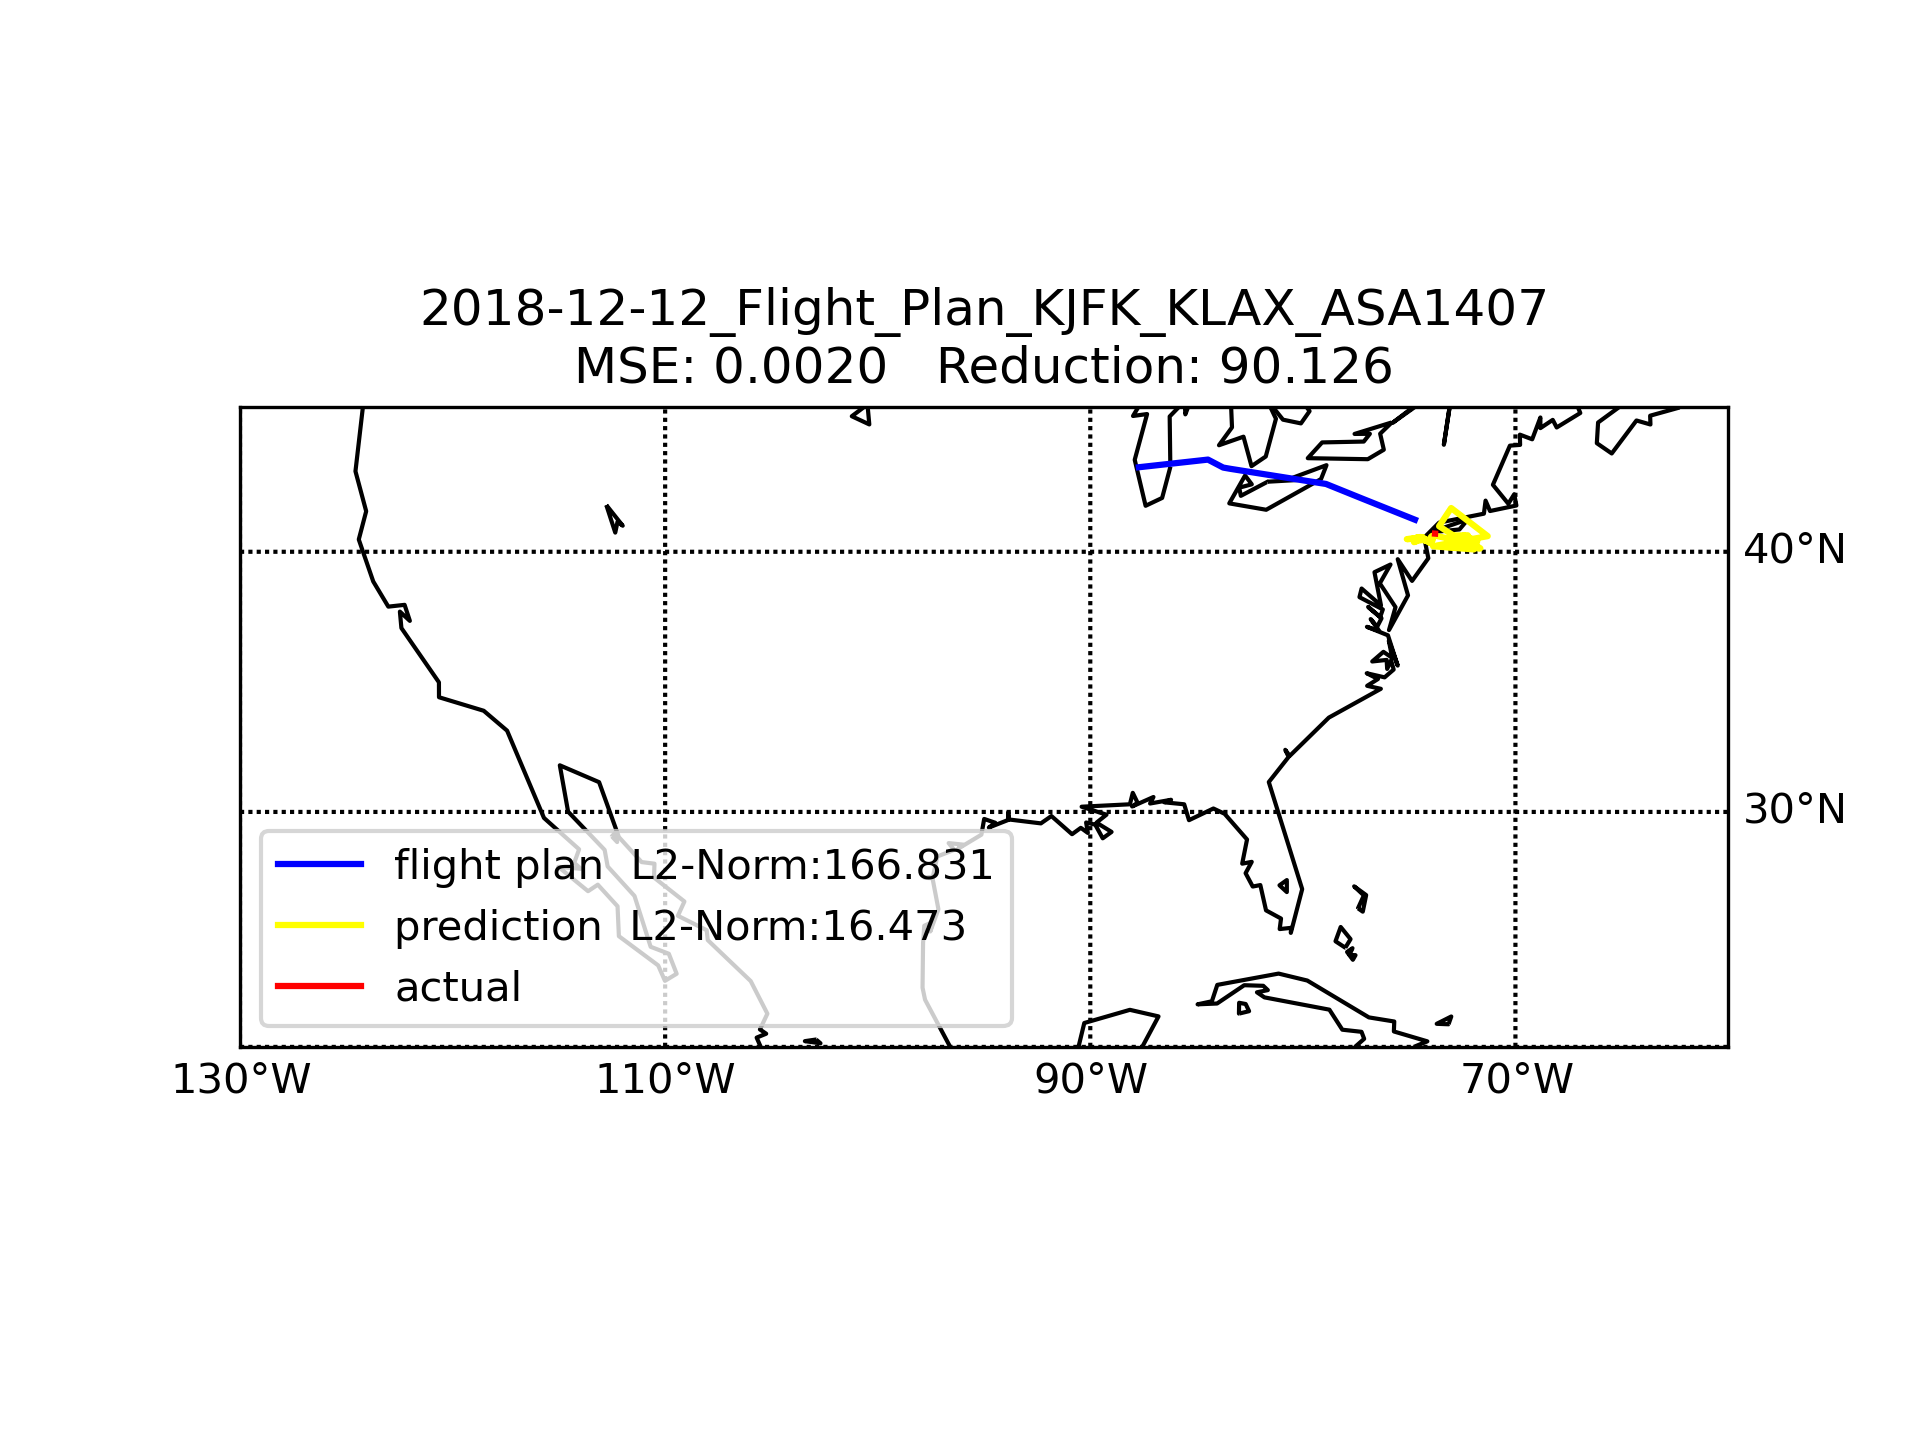 2018-12-12_Flight_Plan_KJFK_KLAX_ASA1407
MSE: 0.0020   Reduction: 90.126
40°N
30°N
flight plan  L2-Norm:166.831
prediction  L2-Norm:16.473
actual
130°W
110°W
90°W
70°W